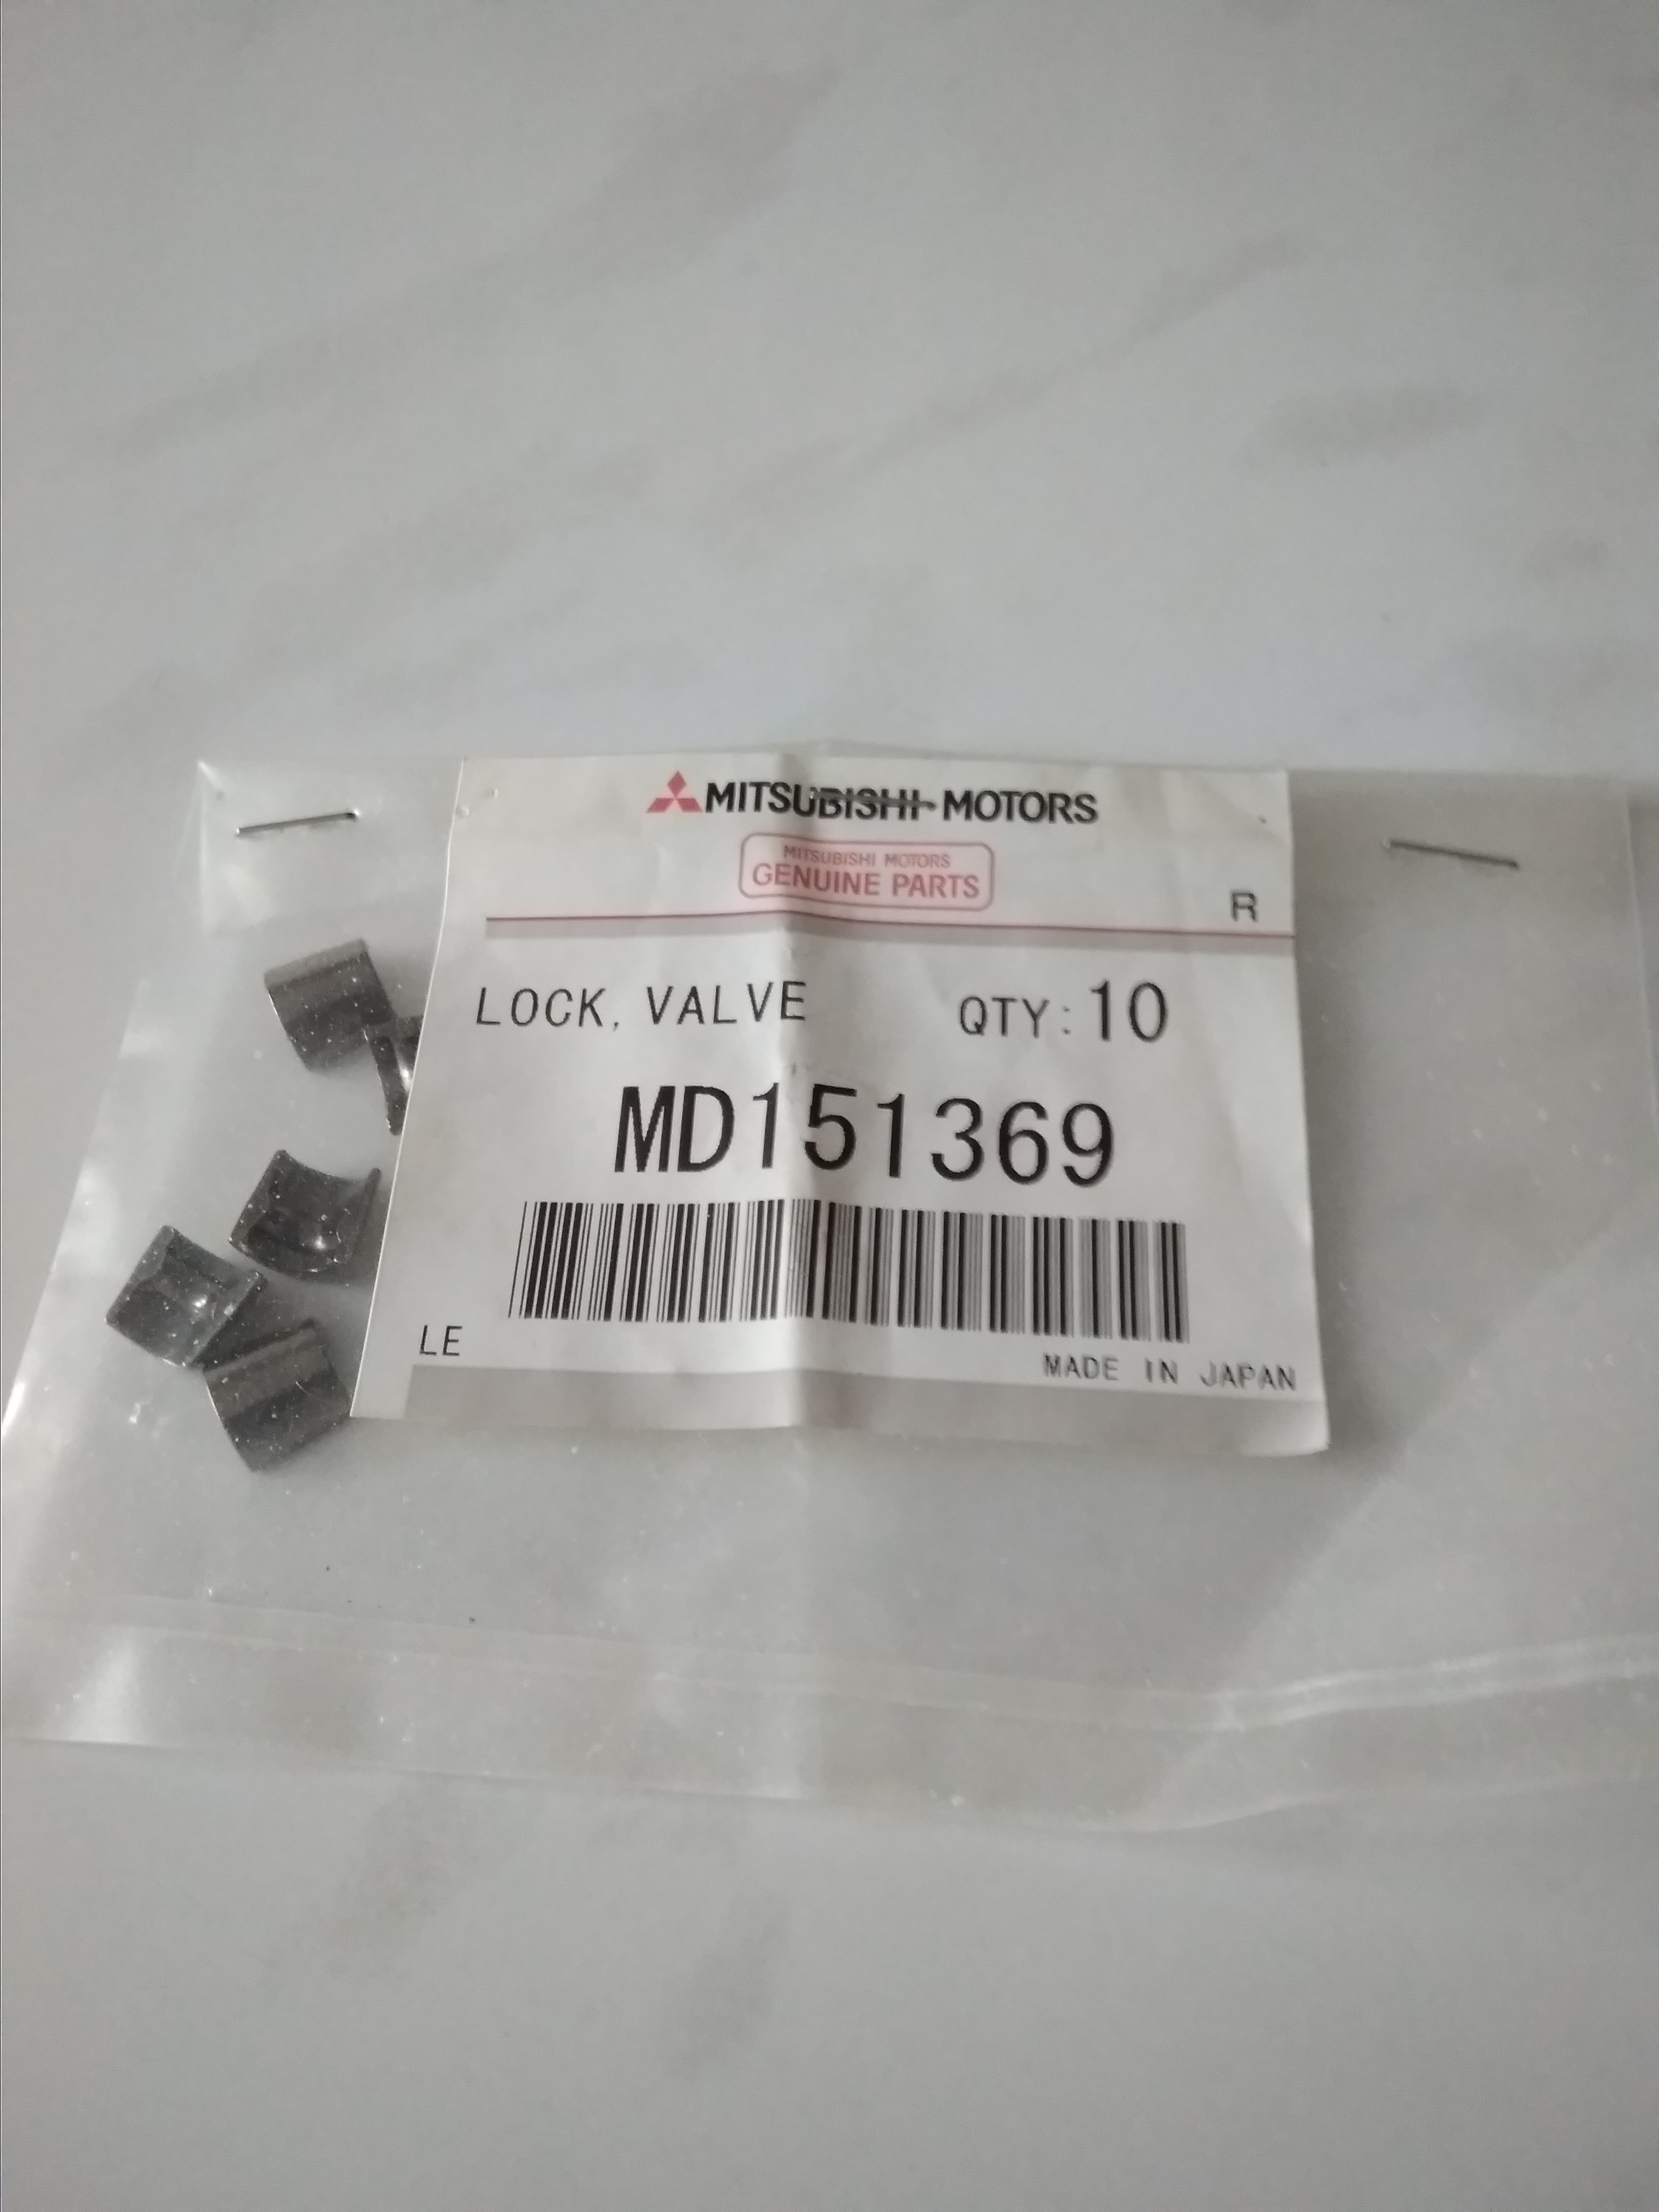 MITSUBISHI MOTORS
MITSUBISHI MOTORS
GENUINE PARTS
R
LOCK, VALVE QTY: 10
MD151369
LE
MADE IN JAPAN